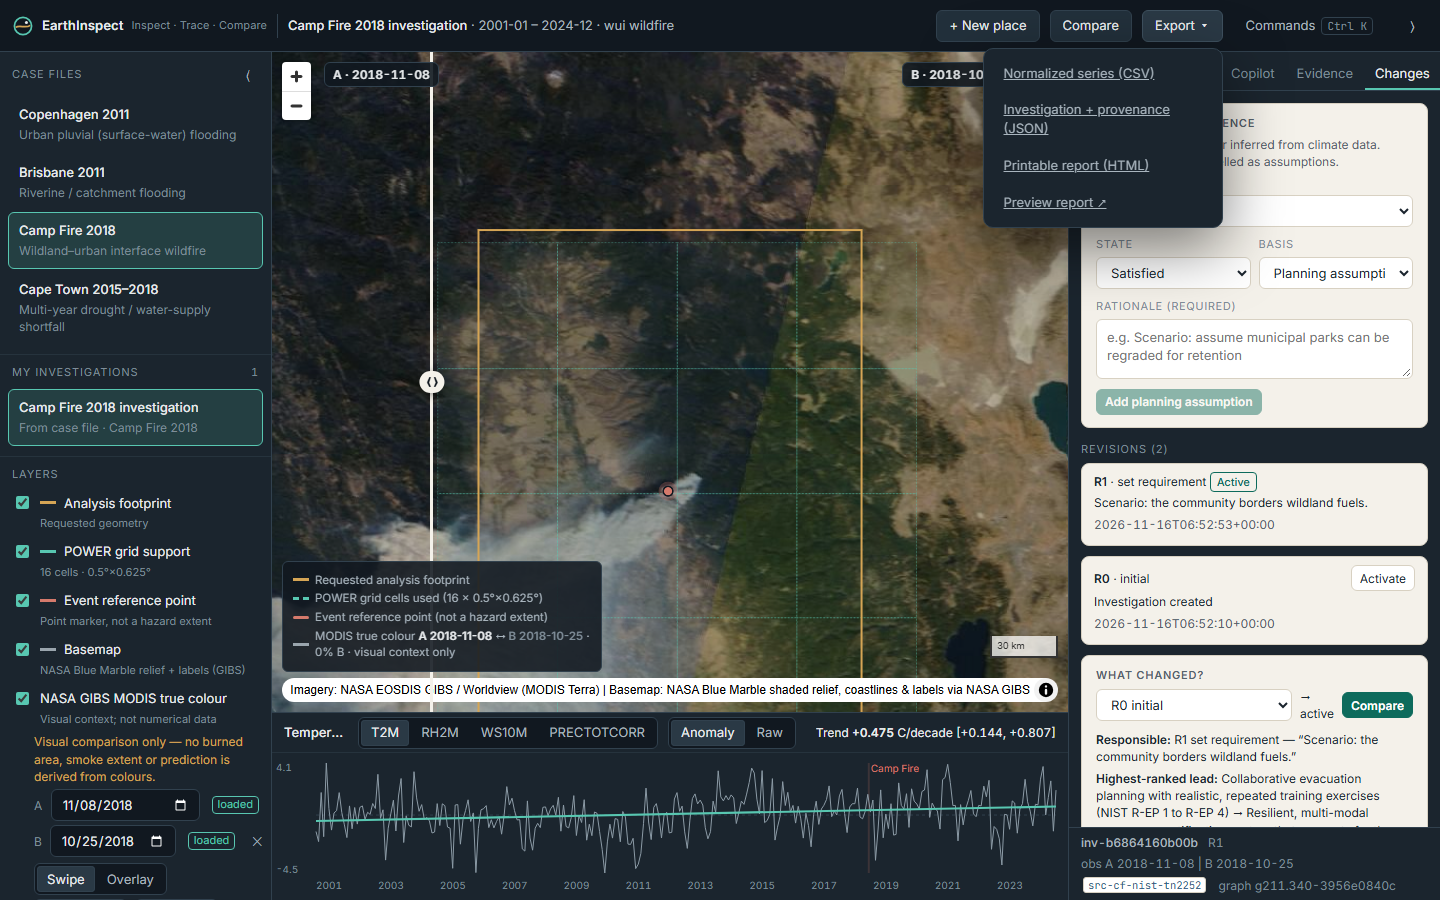 EarthInspect Inspect · Trace · Compare
Camp Fire 2018 investigation · 2001-01 – 2024-12 · wui wildfire
+ New place
Compare
Export
Commands Ctrl K
CASE FILES
Copenhagen 2011
Urban pluvial (surface-water) flooding
Brisbane 2011
Riverine / catchment flooding
Camp Fire 2018
Wildland–urban interface wildfire
Cape Town 2015–2018
Multi-year drought / water-supply
shortfall
MY INVESTIGATIONS 1
Camp Fire 2018 investigation
From case file · Camp Fire 2018
LAYERS
Analysis footprint
Requested geometry
POWER grid support
16 cells · 0.5°×0.625°
Event reference point
Point marker, not a hazard extent
Basemap
NASA Blue Marble relief + labels (GIBS)
NASA GIBS MODIS true colour
Visual context; not numerical data
Visual comparison only — no burned
area, smoke extent or prediction is
derived from colours.
A 11/08/2018 loaded
B 10/25/2018 loaded ×
Swipe Overlay
+
−
A · 2018-11-08
B · 2018-10
Requested analysis footprint
POWER grid cells used (16 × 0.5°×0.625°)
Event reference point (not a hazard extent)
MODIS true colour A 2018-11-08 ↔ B 2018-10-25 ·
0% B · visual context only
30 km
Imagery: NASA EOSDIS GIBS / Worldview (MODIS Terra) | Basemap: NASA Blue Marble shaded relief, coastlines & labels via NASA GIBS
Temper... T2M RH2M WS10M PRECTOTCORR Anomaly Raw Trend +0.475 C/decade [+0.144, +0.807]
4.1
Camp Fire
-4.5
2001 2003 2005 2007 2009 2011 2013 2015 2017 2019 2021 2023
Normalized series (CSV)
Investigation + provenance
(JSON)
Printable report (HTML)
Preview report ↗
Copilot Evidence Changes
ENCE
r inferred from climate data.
lled as assumptions.
STATE BASIS
Satisfied Planning assumpti
RATIONALE (REQUIRED)
e.g. Scenario: assume municipal parks can be
regraded for retention
Add planning assumption
REVISIONS (2)
R1 · set requirement Active
Scenario: the community borders wildland fuels.
2026-11-16T06:52:53+00:00
R0 · initial Activate
Investigation created
2026-11-16T06:52:10+00:00
WHAT CHANGED?
R0 initial → active Compare
Responsible: R1 set requirement — “Scenario: the
community borders wildland fuels.”
Highest-ranked lead: Collaborative evacuation
planning with realistic, repeated training exercises
(NIST R-EP 1 to R-EP 4) → Resilient, multi-modal
inv-b6864160b00b R1
obs A 2018-11-08 | B 2018-10-25
src-cf-nist-tn2252 graph g211.340-3956e0840c